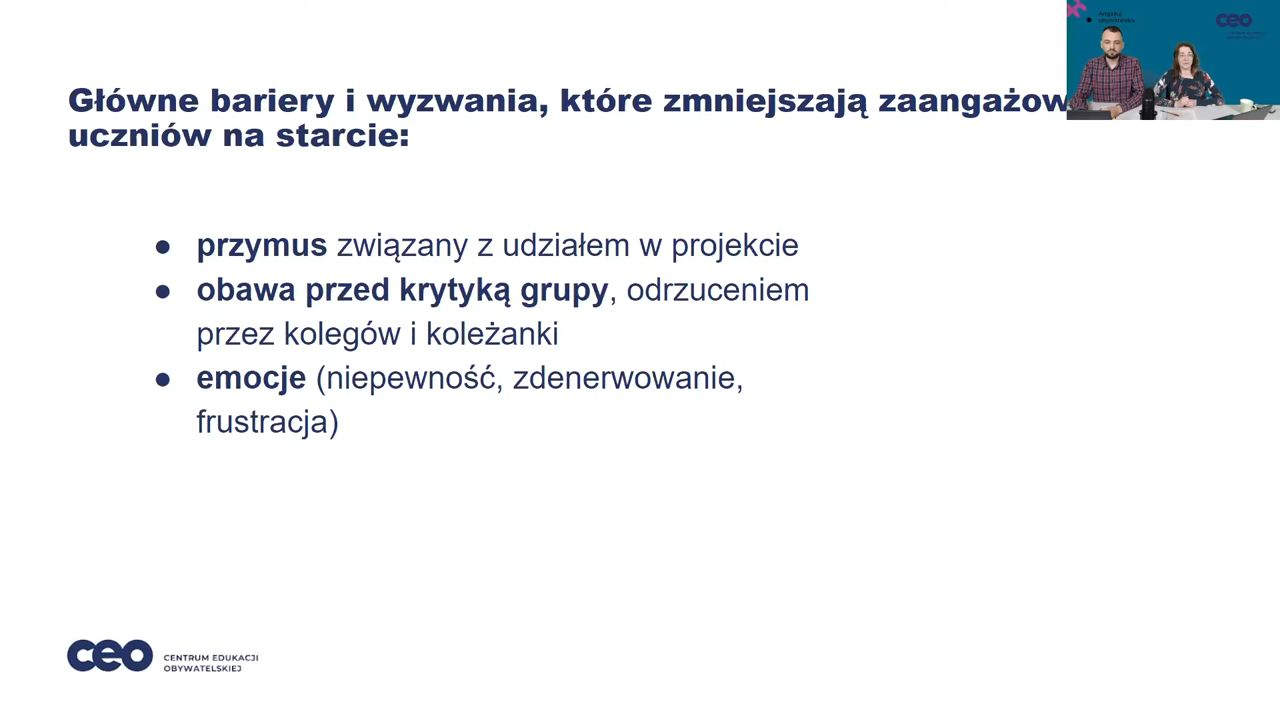 Główne bariery i wyzwania, które zmniejszają zaangażow
uczniów na starcie:
● przymus związany z udziałem w projekcie
● obawa przed krytyką grupy, odrzuceniem
przez kolegów i koleżanki
● emocje (niepewność, zdenerwowanie,
frustracja)
ceo
CENTRUM EDUKACJI
OBYWATELSKIEJ
ceo